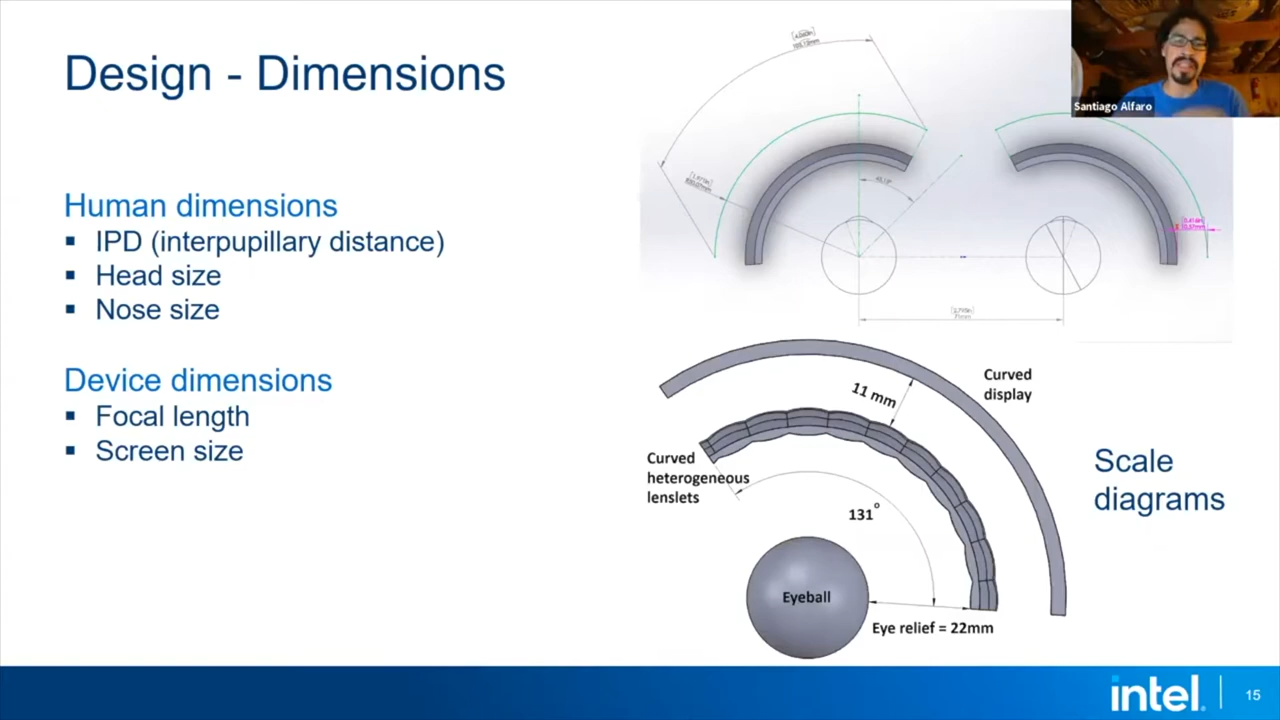 Design - Dimensions
Santiago Alfaro
Human dimensions
▪ IPD (interpupillary distance)
▪ Head size
▪ Nose size
Device dimensions
▪ Focal length
▪ Screen size
Curved
display
11 mm
Curved
heterogeneous
lenslets
131°
Eyeball
Eye relief = 22mm
Scale
diagrams
intel.
15